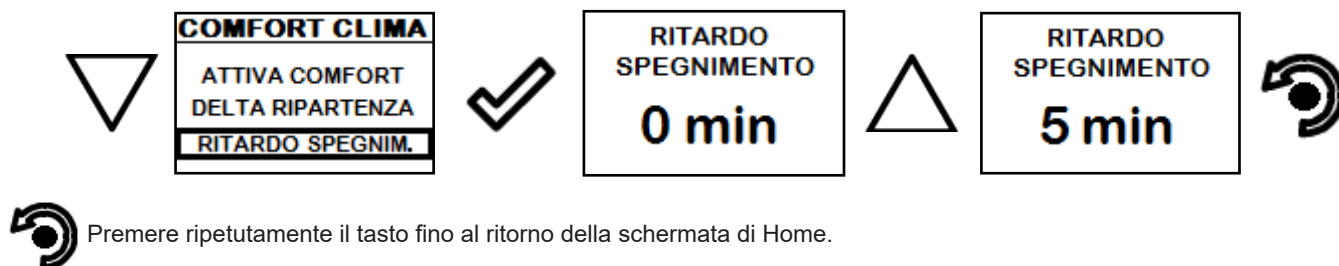 COMFORT CLIMA
ATTIVA COMFORT
DELTA RIPARTENZA
RITARDO SPEGNIM.
RITARDO
SPEGNIMENTO
0 min
RITARDO
SPEGNIMENTO
5 min
Premere ripetutamente il tasto fino al ritorno della schermata di Home.